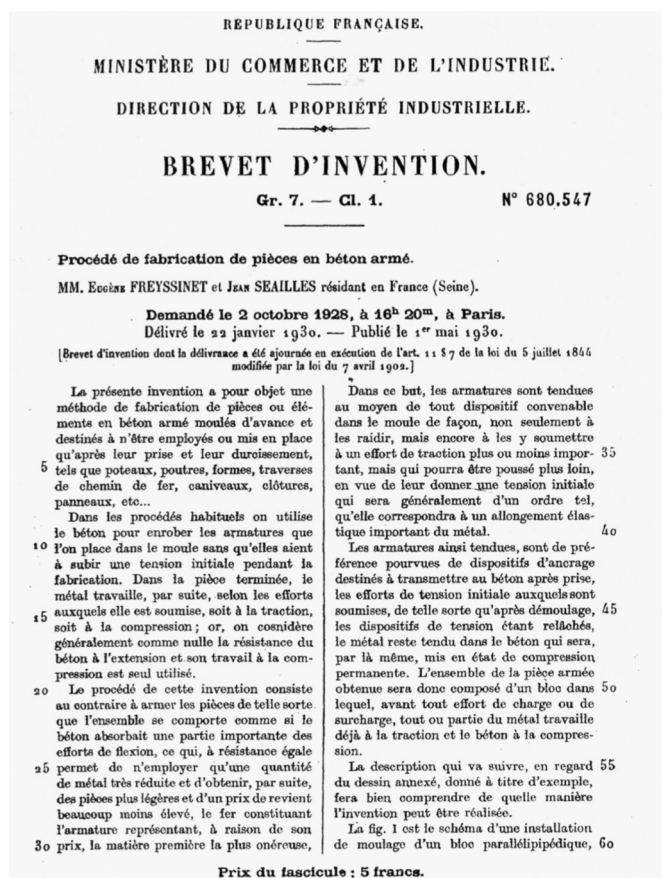 RÉPUBLIQUE FRANÇAISE.
MINISTÈRE DU COMMERCE ET DE L'INDUSTRIE.
DIRECTION DE LA PROPRIÉTÉ INDUSTRIELLE.
BREVET D'INVENTION.
Gr. 7. — Cl. 1.
N° 680.547
Procédé de fabrication de pièces en béton armé.
MM. Eugène FREYSSINET et Jean SEAILLES résidant en France (Seine).
Demandé le 2 octobre 1928, à 16h 20m, à Paris.
Délivré le 22 janvier 1930. — Publié le 1er mai 1930.
[Brevet d'invention dont la délivrance a été ajournée en exécution de l'art. 11 § 7 de la loi du 5 juillet 1844
modifiée par la loi du 7 avril 1902.]
La présente invention a pour objet une
méthode de fabrication de pièces ou élé-
ments en béton armé moulés d'avance et
destinés à n'être employés ou mis en place
qu'après leur prise et leur durcissement,
5 tels que poteaux, poutres, formes, traverses
de chemin de fer, caniveaux, clôtures,
panneaux, etc...
Dans les procédés habituels on utilise
le béton pour enrober les armatures que
10 l'on place dans le moule sans qu'elles aient
à subir une tension initiale pendant la
fabrication. Dans la pièce terminée, le
métal travaille, par suite, selon les efforts
15 auxquels elle est soumise, soit à la traction,
soit à la compression ; or, on cosnidère
généralement comme nulle la résistance du
béton à l'extension et son travail à la com-
pression est seul utilisé.
20 Le procédé de cette invention consiste
au contraire à armer les pièces de telle sorte
que l'ensemble se comporte comme si le
béton absorbait une partie importante des
efforts de flexion, ce qui, à résistance égale
25 permet de n'employer qu'une quantité
de métal très réduite et d'obtenir, par suite,
des pièces plus légères et d'un prix de revient
beaucoup moins élevé, le fer constituant
l'armature représentant, à raison de son
30 prix, la matière première la plus onéreuse,
Dans ce but, les armatures sont tendues
au moyen de tout dispositif convenable
dans le moule de façon, non seulement à
les raidir, mais encore à les y soumettre
à un effort de traction plus ou moins impor- 35
tant, mais qui pourra être poussé plus loin,
en vue de leur donner une tension initiale
qui sera généralement d'un ordre tel,
qu'elle correspondra à un allongement élas-
tique important du métal. 40
Les armatures ainsi tendues, sont de pré-
férence pourvues de dispositifs d'ancrage
destinés à transmettre au béton après prise,
les efforts de tension initiale auxquels sont
soumises, de telle sorte qu'après démoulage, 45
les dispositifs de tension étant relâchés,
le métal reste tendu dans le béton qui sera,
par là même, mis en état de compression
permanente. L'ensemble de la pièce armée
obtenue sera donc composé d'un bloc dans 50
lequel, avant tout effort de charge ou de
surcharge, tout ou partie du métal travaille
déjà à la traction et le béton à la compres-
sion.
La description qui va suivre, en regard 55
du dessin annexé, donné à titre d'exemple,
fera bien comprendre de quelle manière
l'invention peut être réalisée.
La fig. 1 est le schéma d'une installation
de moulage d'un bloc parallélipipédique, 60
Prix du fascicule : 5 francs.